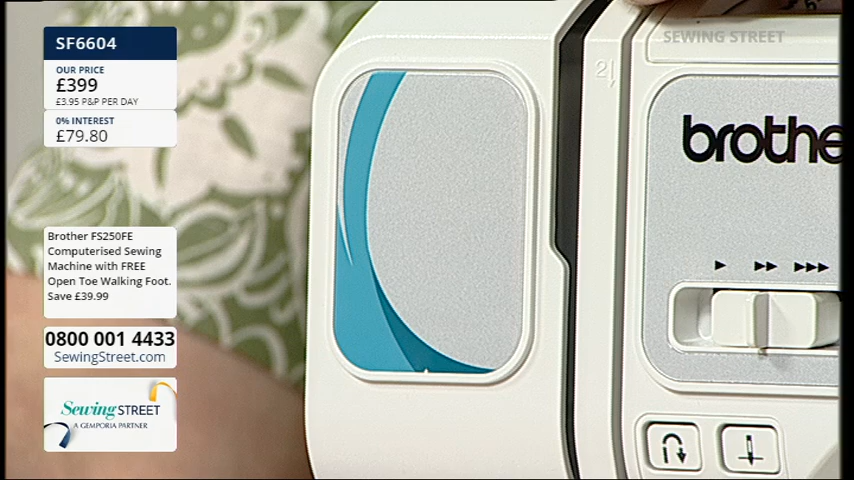 SF6604
OUR PRICE
£399
£3.95 P&P PER DAY
0% INTEREST
£79.80
Brother FS250FE
Computerised Sewing
Machine with FREE
Open Toe Walking Foot.
Save £39.99
0800 001 4433
SewingStreet.com
Sewing STREET
A GEMPORIA PARTNER
SEWING STREET
2
brothe